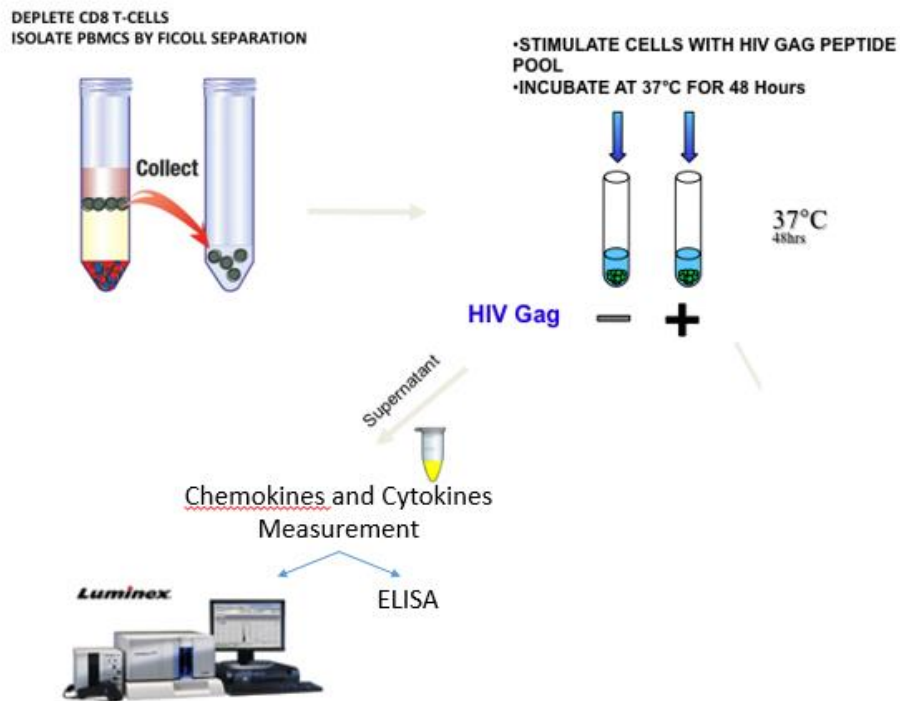 DEPLETE CD8 T-CELLS
ISOLATE PBMCS BY FICOLL SEPARATION
•STIMULATE CELLS WITH HIV GAG PEPTIDE
POOL
•INCUBATE AT 37°C FOR 48 Hours
Collect
37°C
48hrs
HIV Gag − +
Supernatant
Chemokines and Cytokines
Measurement
Luminex
ELISA